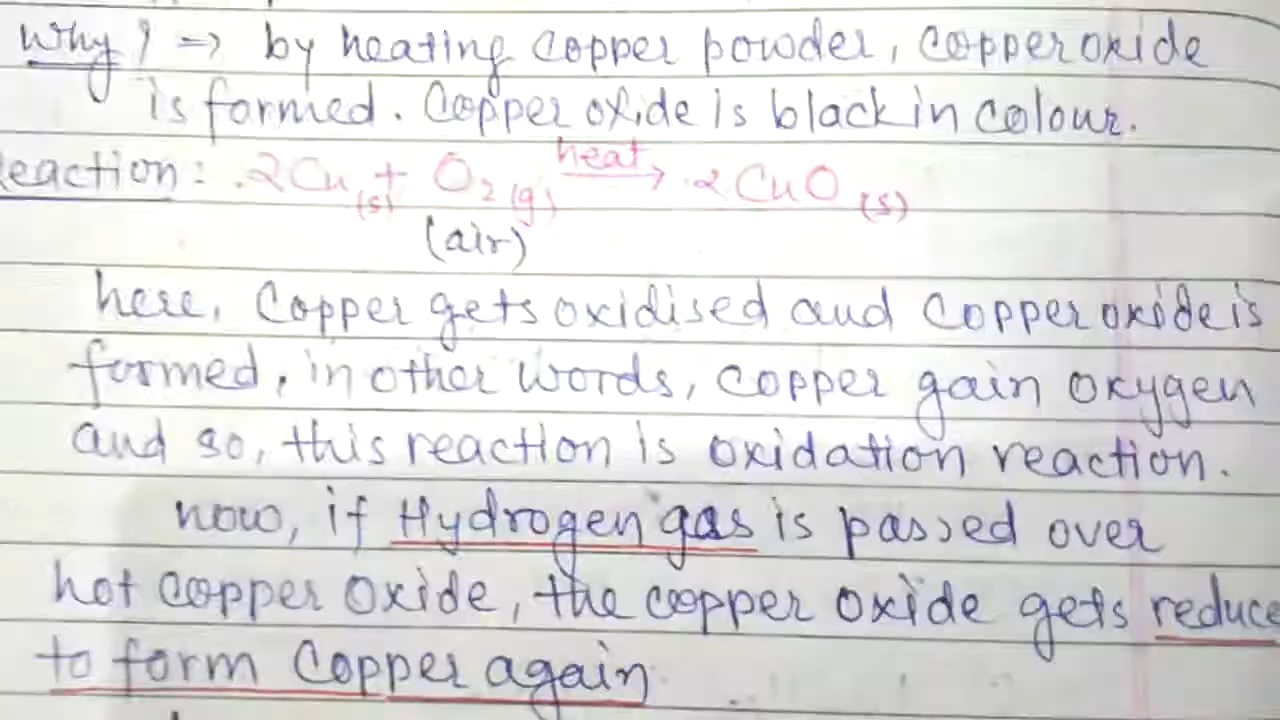 Why? => by heating copper powder, copper oxide
is formed. Copper oxide is black in colour.
eaction: 2Cu(s) + O2(g) heat→ 2CuO(s)
(air)
here, Copper gets oxidised and copper oxide is
formed, in other words, copper gain oxygen
and so, this reaction is oxidation reaction.
now, if Hydrogen gas is passed over
hot copper oxide, the copper oxide gets reduce
to form Copper again.